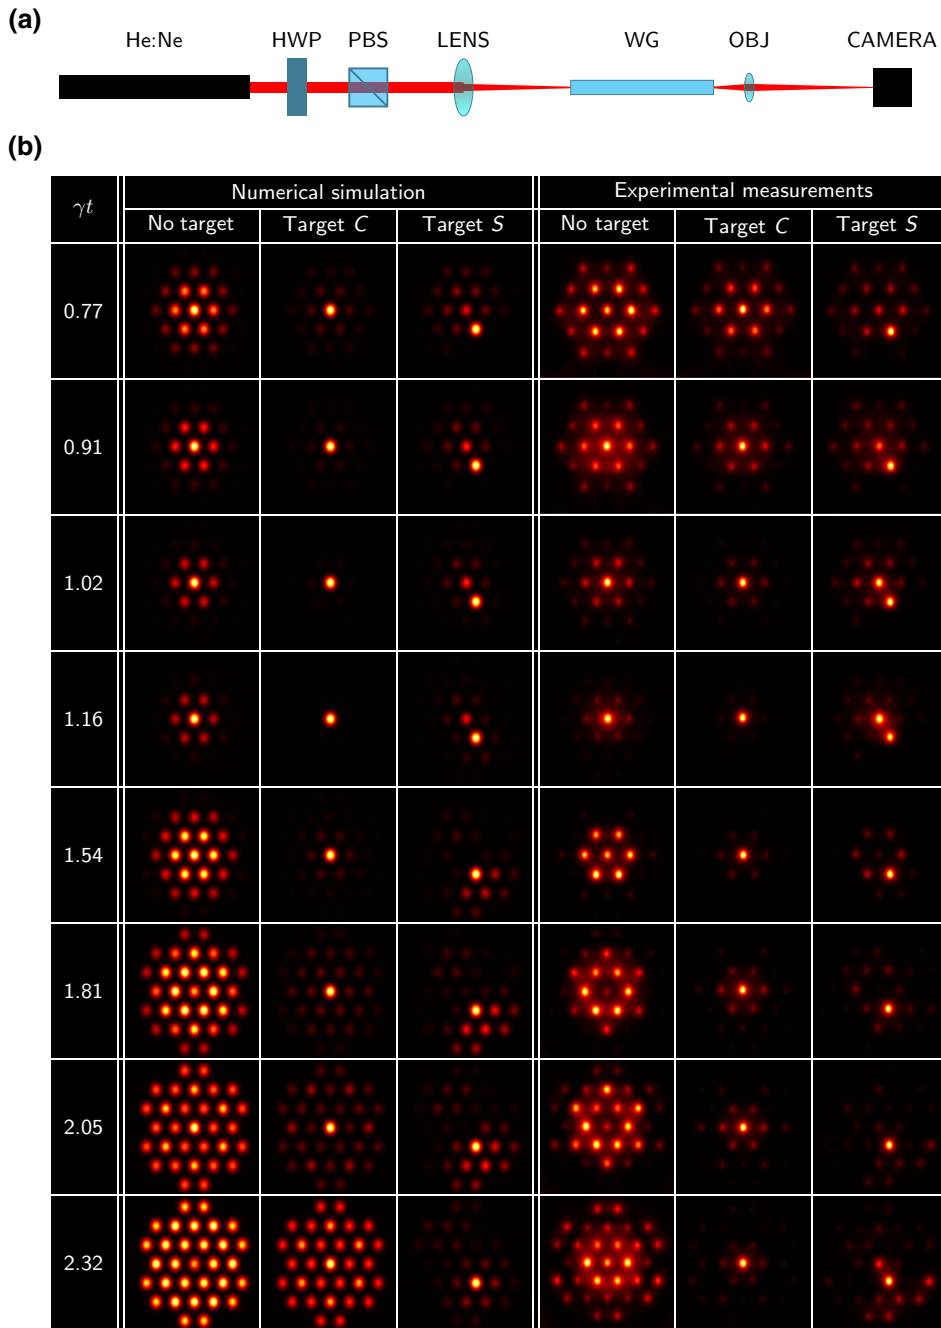 (a)
He:Ne HWP PBS LENS WG OBJ CAMERA
(b)
γt Numerical simulation Experimental measurements
No target Target C Target S No target Target C Target S
0.77
0.91
1.02
1.16
1.54
1.81
2.05
2.32